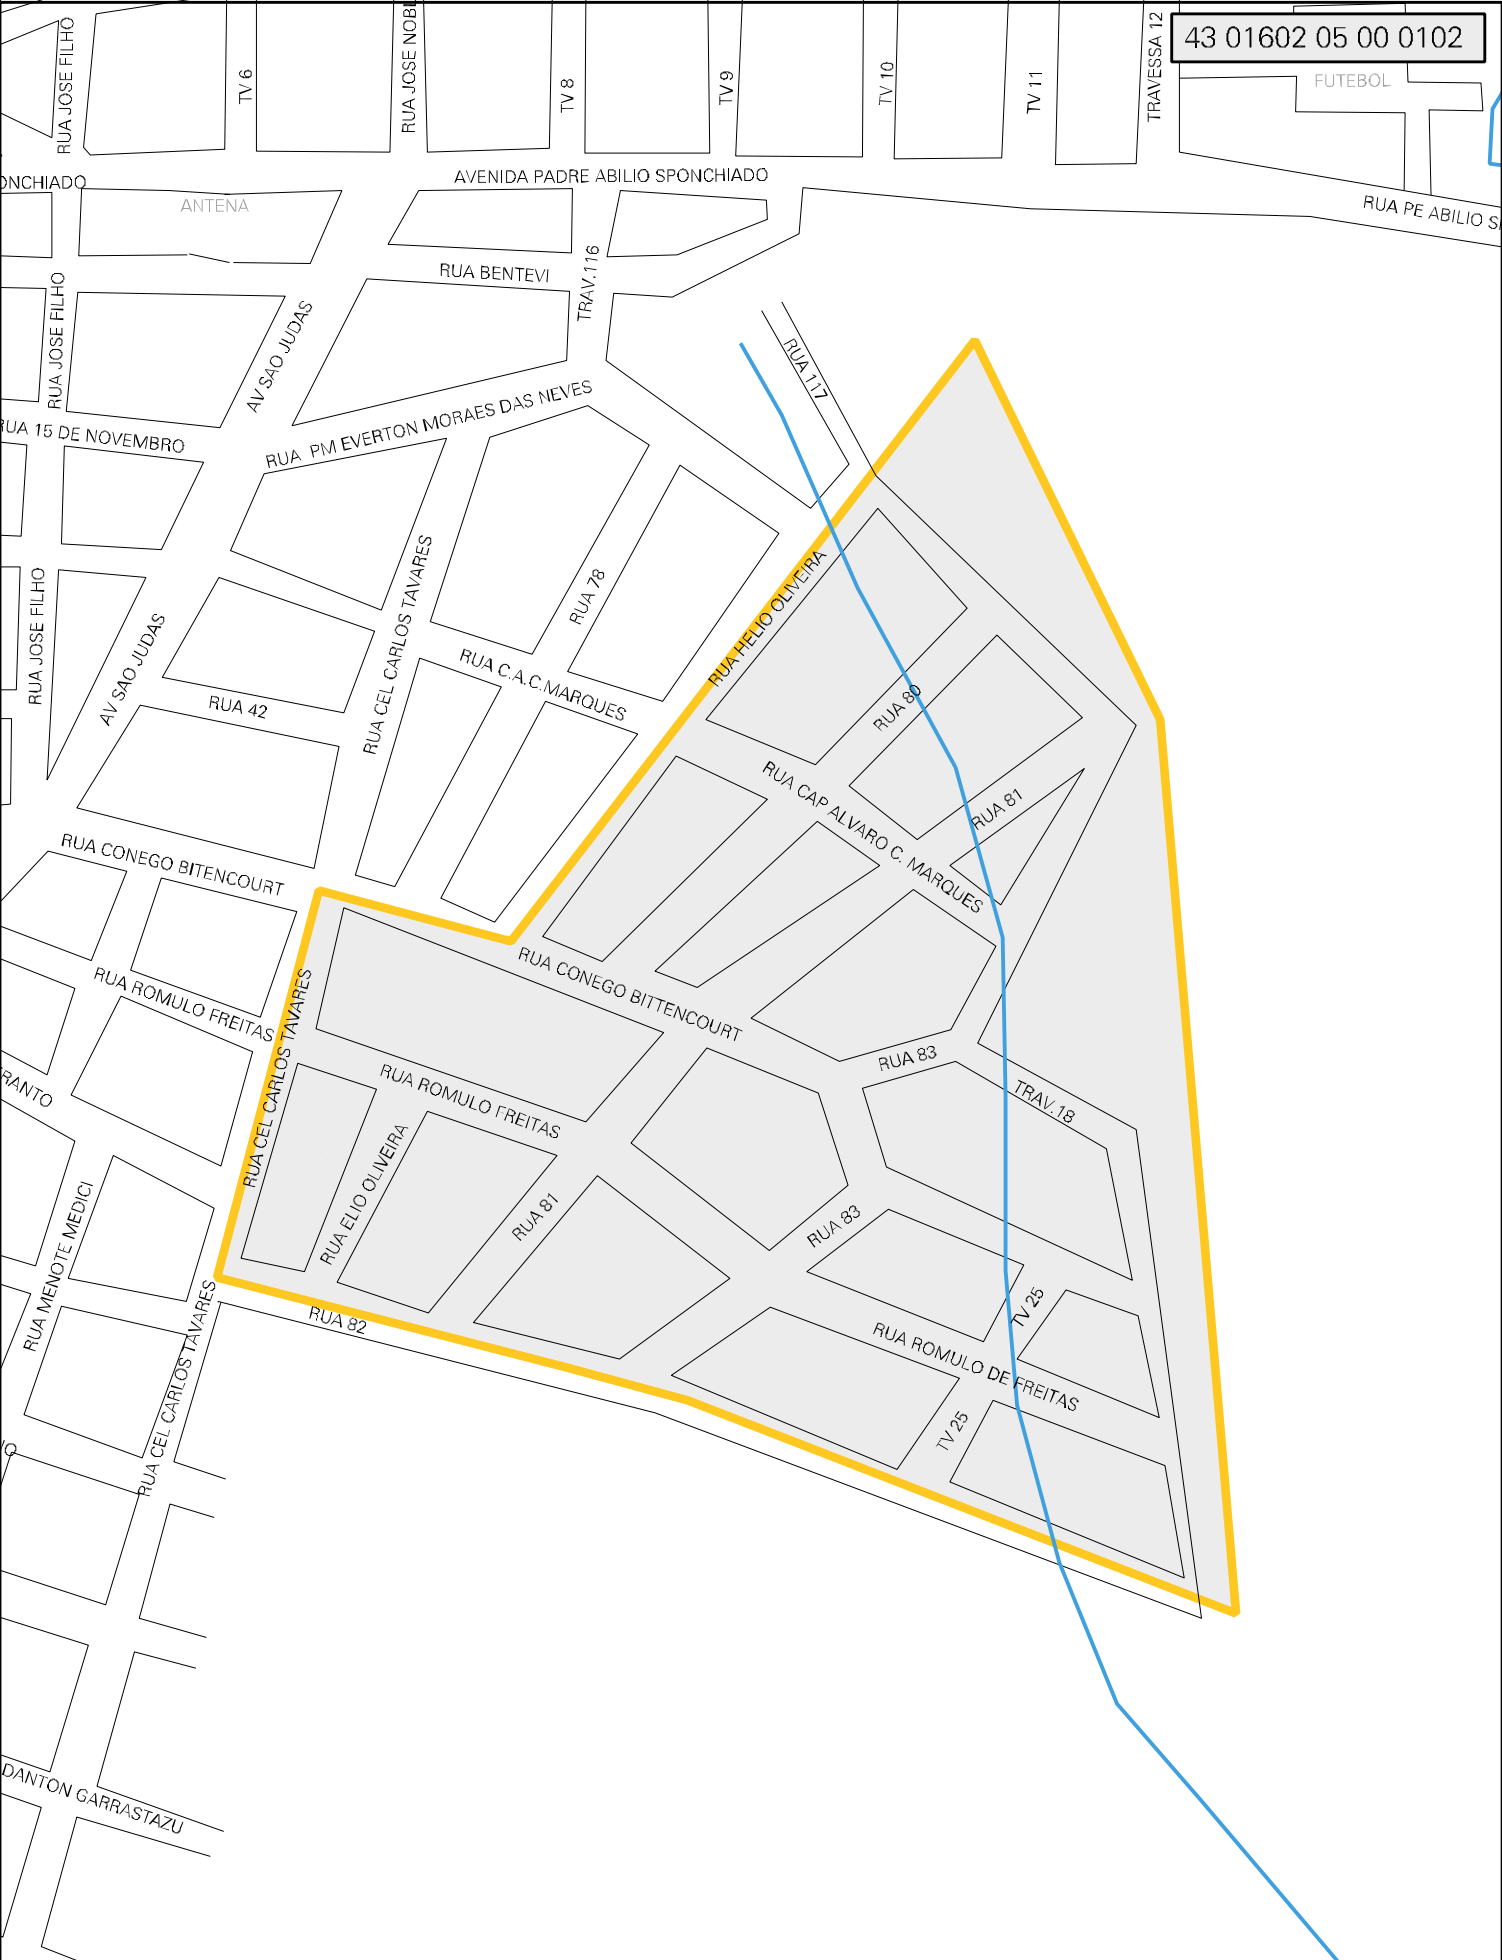 RUA JOSE FILHO
TV 6
RUA JOSE NOBL
TV 8
TV 9
TV 10
TV 11
TRAVESSA 12
43 01602 05 00 0102
FUTEBOL
ONCHIADO
AVENIDA PADRE ABILIO SPONCHIADO
ANTENA
RUA PE ABILIO S
RUA BENTEVI
TRAV.116
RUA JOSE FILHO
AV SAO JUDAS
RUA 117
RUA PM EVERTON MORAES DAS NEVES
RUA 15 DE NOVEMBRO
RUA CEL CARLOS TAVARES
RUA 78
RUA HELIO OLIVEIRA
RUA JOSE FILHO
AV SAO JUDAS
RUA C.A.C.MARQUES
RUA 42
RUA 80
RUA CAP ALVARO C. MARQUES
RUA 81
RUA CONEGO BITENCOURT
RUA CONEGO BITTENCOURT
RUA ROMULO FREITAS
RUA CEL CARLOS TAVARES
RUA 83
RANTO
RUA ROMULO FREITAS
TRAV.18
RUA ELIO OLIVEIRA
RUA 81
RUA 83
RUA MENOTE MEDICI
TV 25
RUA 82
RUA ROMULO DE FREITAS
RUA CEL CARLOS TAVARES
TV 25
IO
DANTON GARRASTAZU